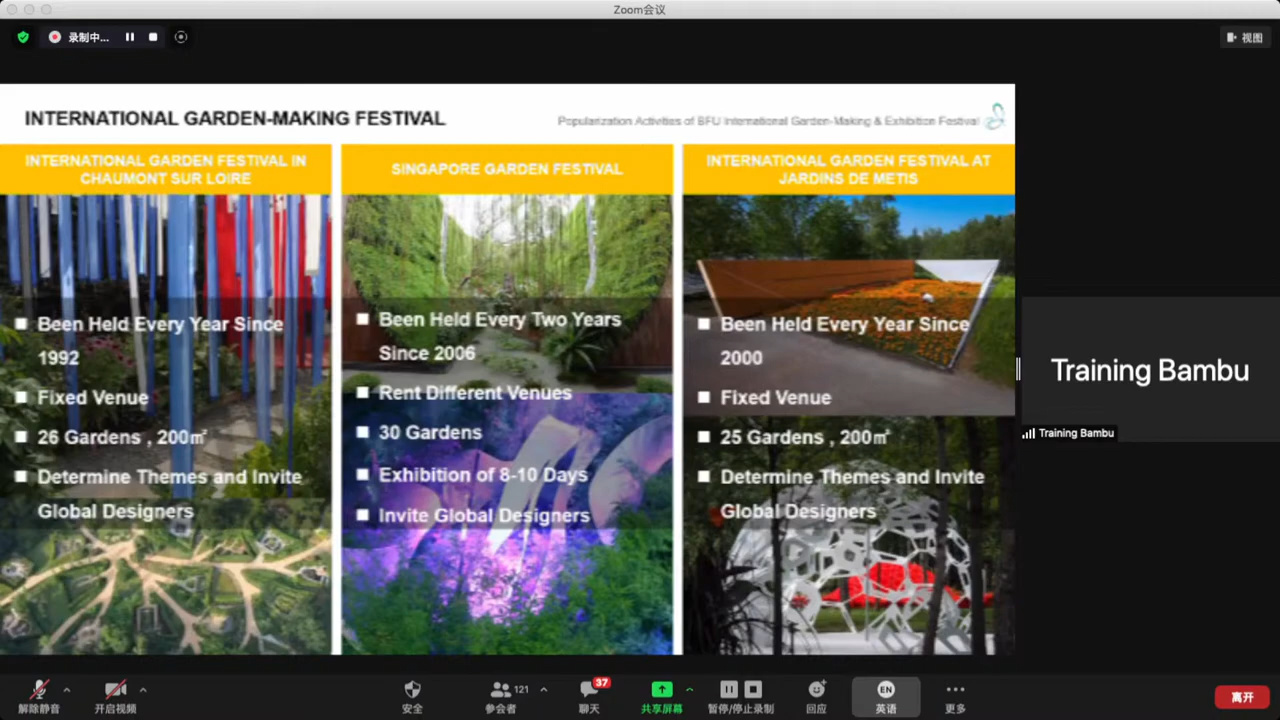 Zoom会议
录制中...
视图
INTERNATIONAL GARDEN-MAKING FESTIVAL
Popularization Activities of BFU International Garden-Making & Exhibition Festival
INTERNATIONAL GARDEN FESTIVAL IN
CHAUMONT SUR LOIRE
Been Held Every Year Since
1992
Fixed Venue
26 Gardens , 200㎡
Determine Themes and Invite
Global Designers
SINGAPORE GARDEN FESTIVAL
Been Held Every Two Years
Since 2006
Rent Different Venues
30 Gardens
Exhibition of 8-10 Days
Invite Global Designers
INTERNATIONAL GARDEN FESTIVAL AT
JARDINS DE METIS
Been Held Every Year Since
2000
Fixed Venue
25 Gardens , 200㎡
Determine Themes and Invite
Global Designers
Training Bambu
Training Bambu
解除静音
开启视频
安全
121
参会者
37
聊天
共享屏幕
暂停/停止录制
回应
EN
英语
更多
离开